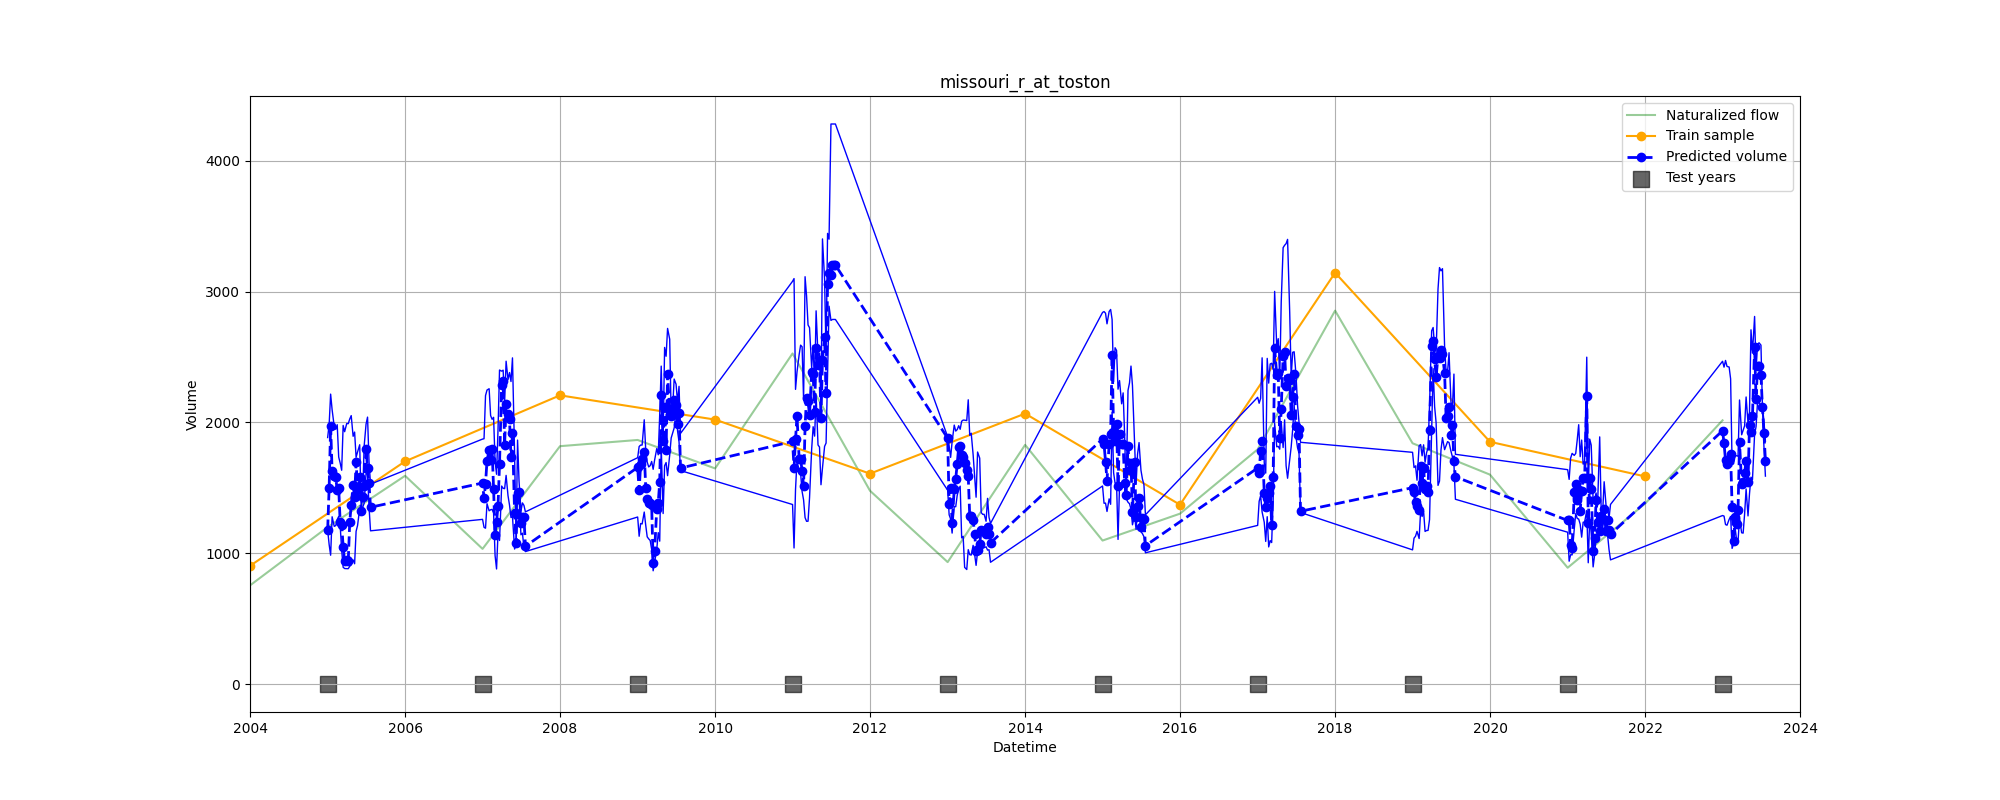 missouri_r_at_toston
Naturalized flow
Train sample
Predicted volume
Test years
Volume
4000
3000
2000
1000
0
2004 2006 2008 2010 2012 2014 2016 2018 2020 2022 2024
Datetime